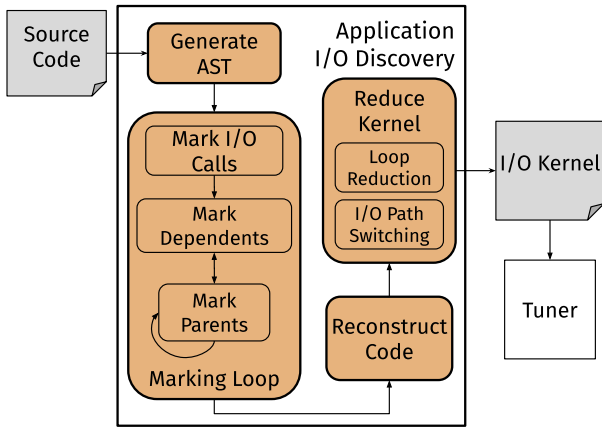 Source
Code
Generate
AST
Application
I/O Discovery
Mark I/O
Calls
Mark
Dependents
Mark
Parents
Marking Loop
Reduce
Kernel
Loop
Reduction
I/O Path
Switching
Reconstruct
Code
I/O Kernel
Tuner